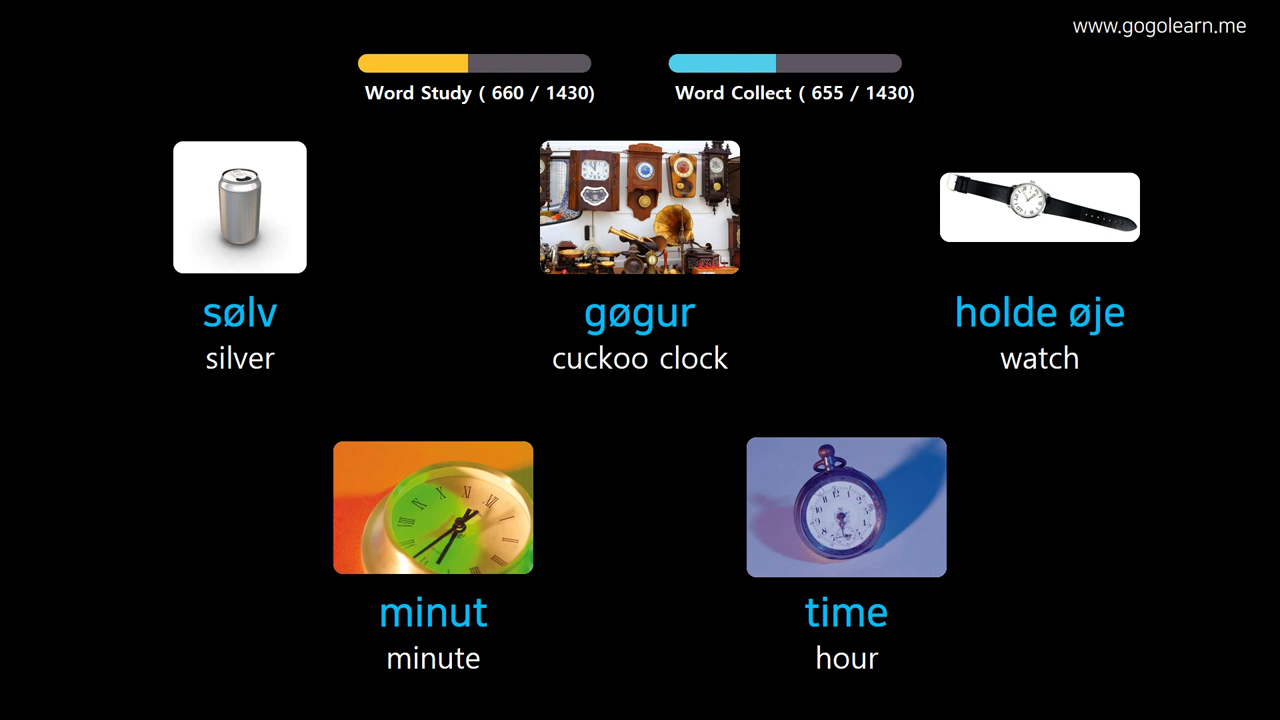 www.gogolearn.me
Word Study ( 660 / 1430)
Word Collect ( 655 / 1430)
sølv
silver
gøgur
cuckoo clock
holde øje
watch
minut
minute
time
hour